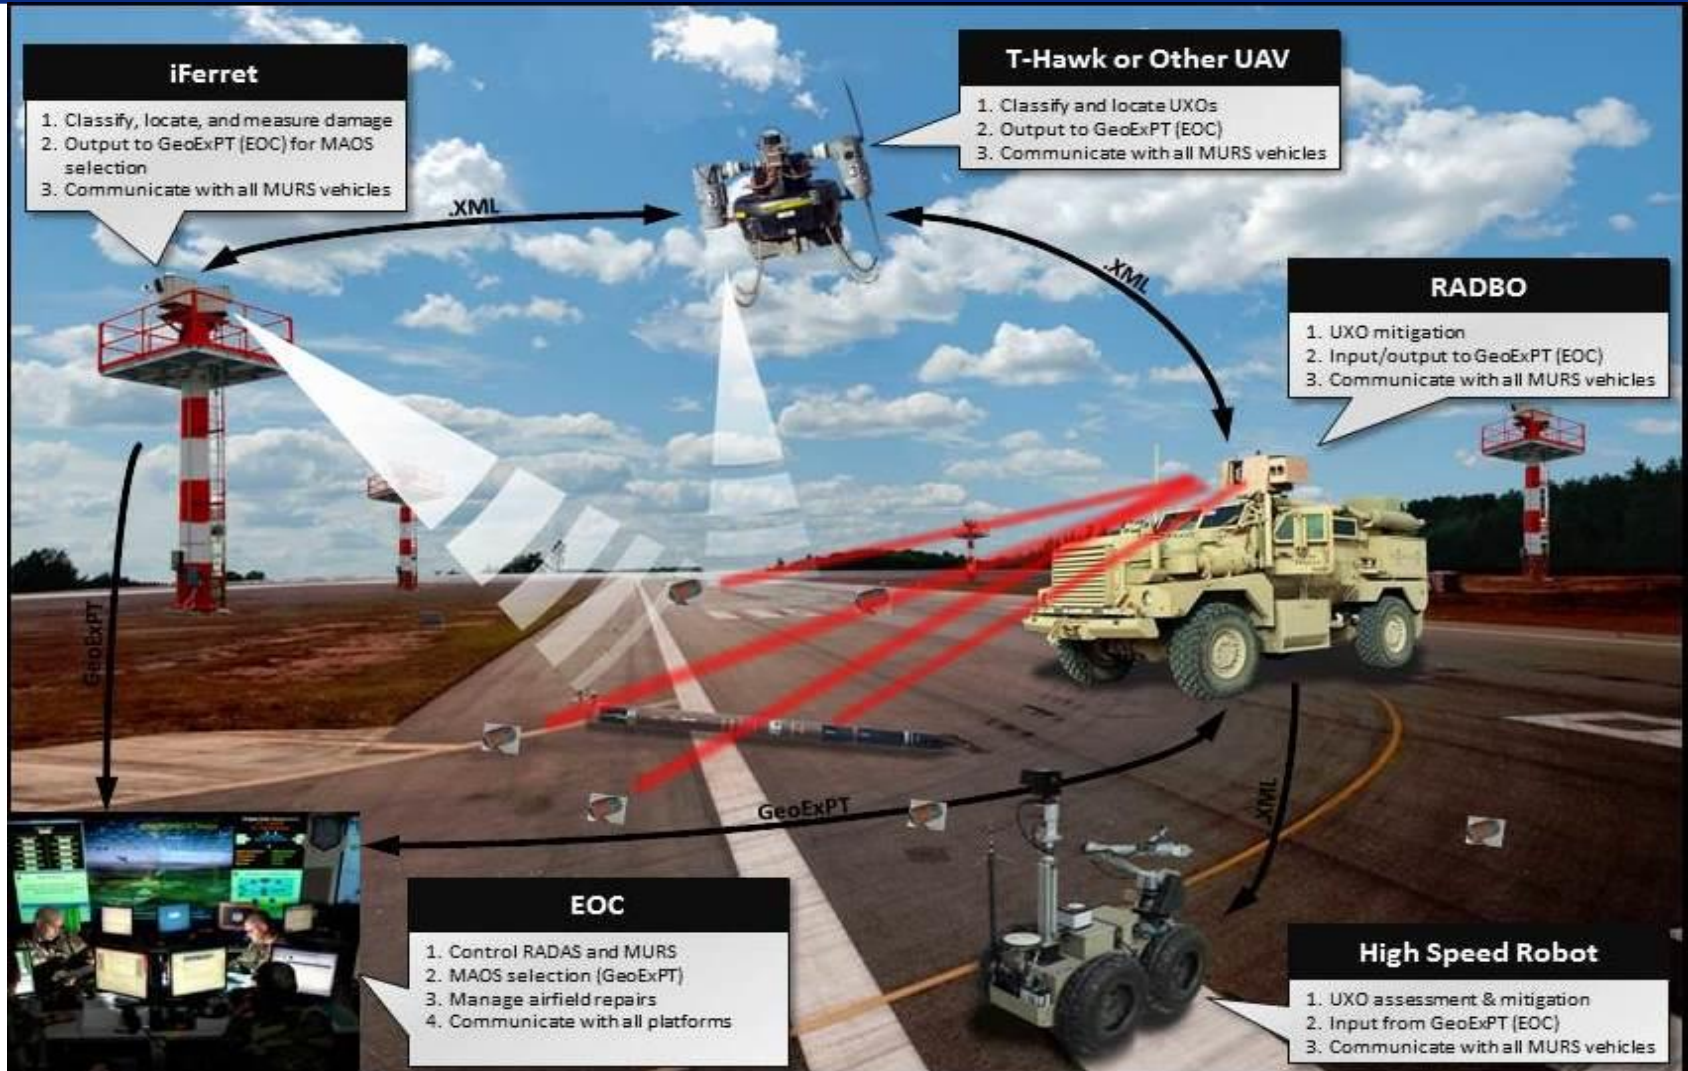 iFerret
1. Classify, locate, and measure damage
2. Output to GeoExPT (EOC) for MAOS
selection
3. Communicate with all MURS vehicles
T-Hawk or Other UAV
1. Classify and locate UXOs
2. Output to GeoExPT (EOC)
3. Communicate with all MURS vehicles
.XML
.XML
RADBO
1. UXO mitigation
2. Input/output to GeoExPT (EOC)
3. Communicate with all MURS vehicles
GeoExPT
GeoExPT
.XML
EOC
1. Control RADAS and MURS
2. MAOS selection (GeoExPT)
3. Manage airfield repairs
4. Communicate with all platforms
High Speed Robot
1. UXO assessment & mitigation
2. Input from GeoExPT (EOC)
3. Communicate with all MURS vehicles